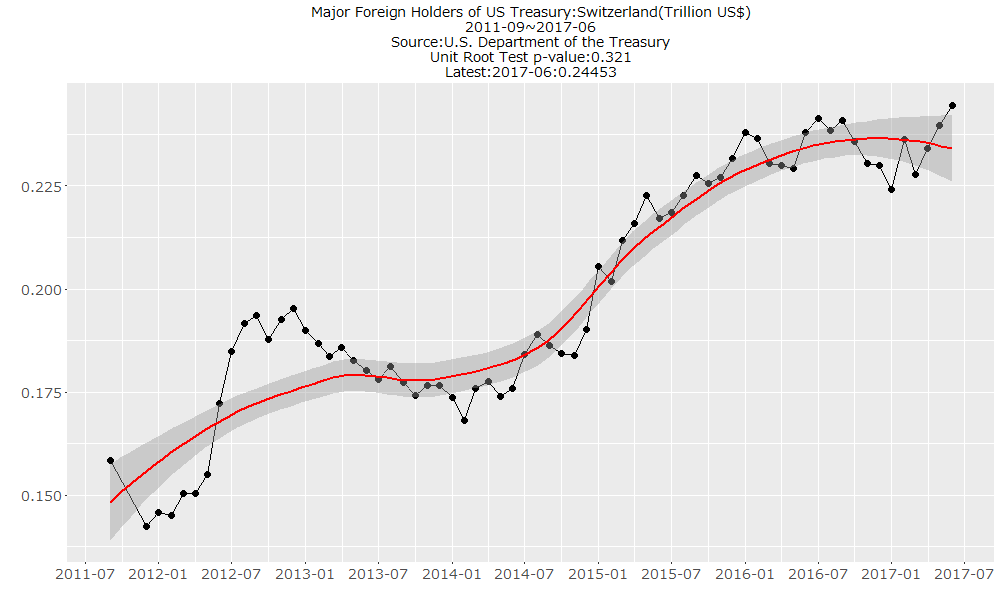 Major Foreign Holders of US Treasury:Switzerland(Trillion US$)
2011-09~2017-06
Source:U.S. Department of the Treasury
Unit Root Test p-value:0.321
Latest:2017-06:0.24453
0.225
0.200
0.175
0.150
2011-07 2012-01 2012-07 2013-01 2013-07 2014-01 2014-07 2015-01 2015-07 2016-01 2016-07 2017-01 2017-07